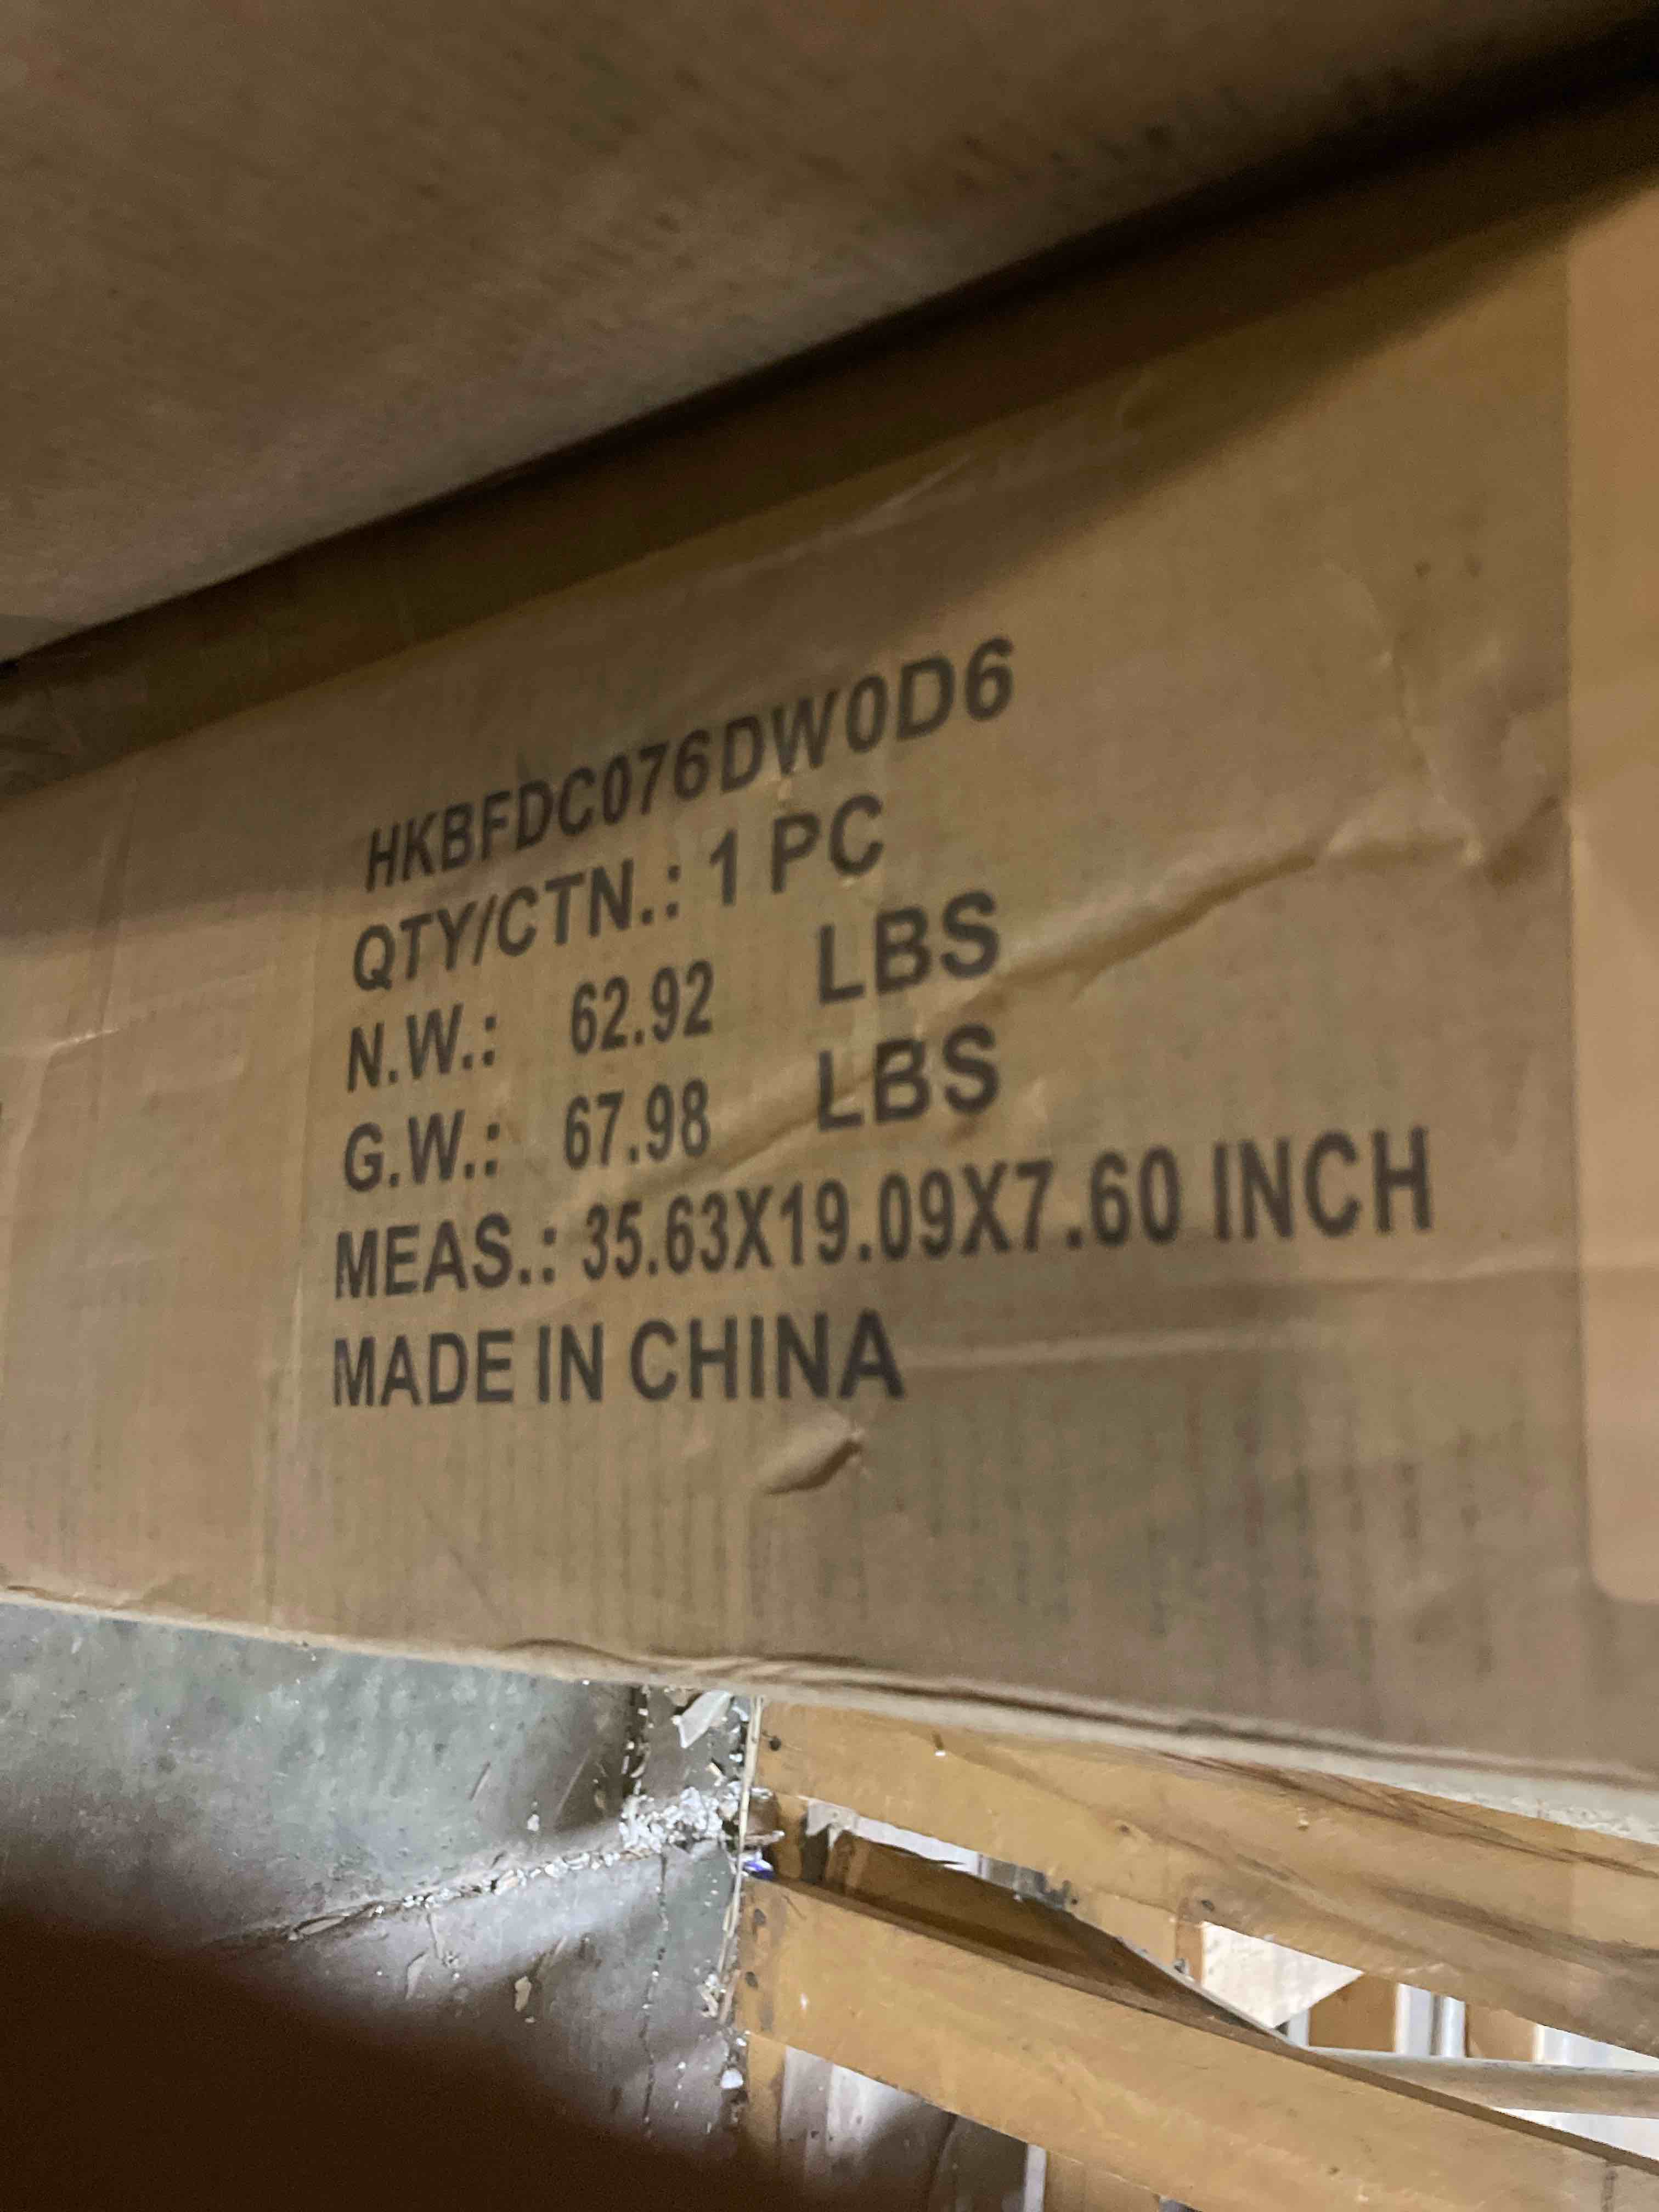 HKBFDC076DW0D6
QTY/CTN.: 1 PC
N.W.: 62.92 LBS
G.W.: 67.98 LBS
MEAS.: 35.63X19.09X7.60 INCH
MADE IN CHINA